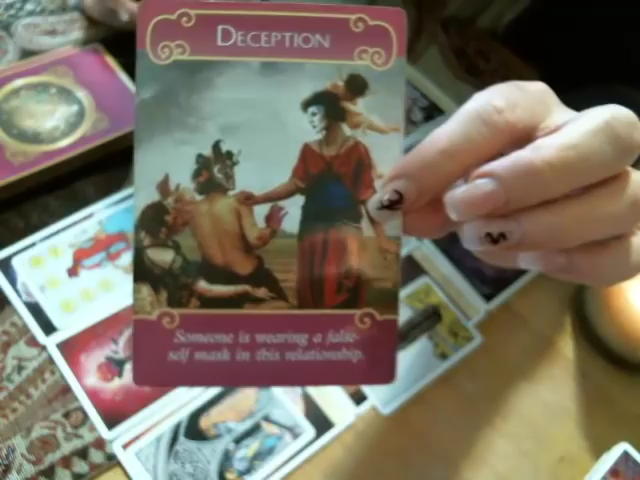 DECEPTION
Someone is wearing a false-
self mask in this relationship.